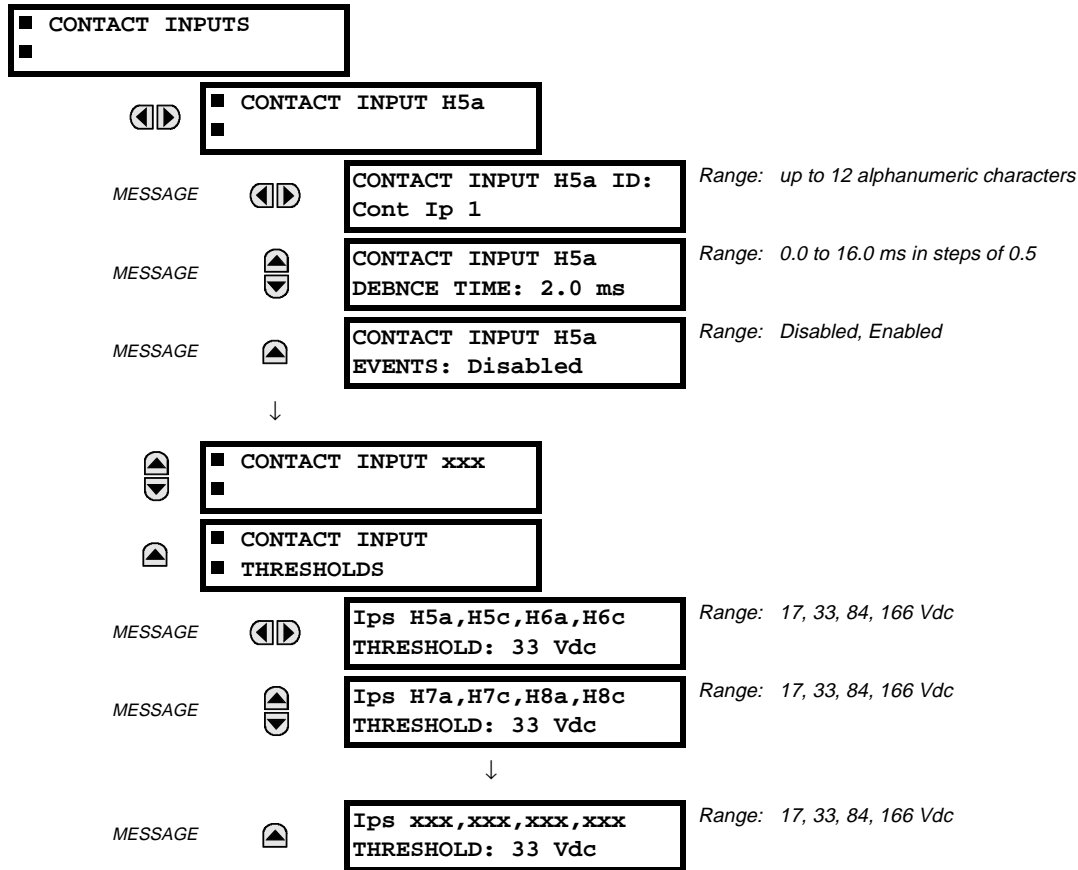 ■ CONTACT INPUTS
■
■ CONTACT INPUT H5a
■
MESSAGE
CONTACT INPUT H5a ID:
Cont Ip 1
Range: up to 12 alphanumeric characters
MESSAGE
CONTACT INPUT H5a
DEBNCE TIME: 2.0 ms
Range: 0.0 to 16.0 ms in steps of 0.5
MESSAGE
CONTACT INPUT H5a
EVENTS: Disabled
Range: Disabled, Enabled
↓
■ CONTACT INPUT xxx
■
■ CONTACT INPUT
■ THRESHOLDS
MESSAGE
Ips H5a,H5c,H6a,H6c
THRESHOLD: 33 Vdc
Range: 17, 33, 84, 166 Vdc
MESSAGE
Ips H7a,H7c,H8a,H8c
THRESHOLD: 33 Vdc
Range: 17, 33, 84, 166 Vdc
↓
MESSAGE
Ips xxx,xxx,xxx,xxx
THRESHOLD: 33 Vdc
Range: 17, 33, 84, 166 Vdc